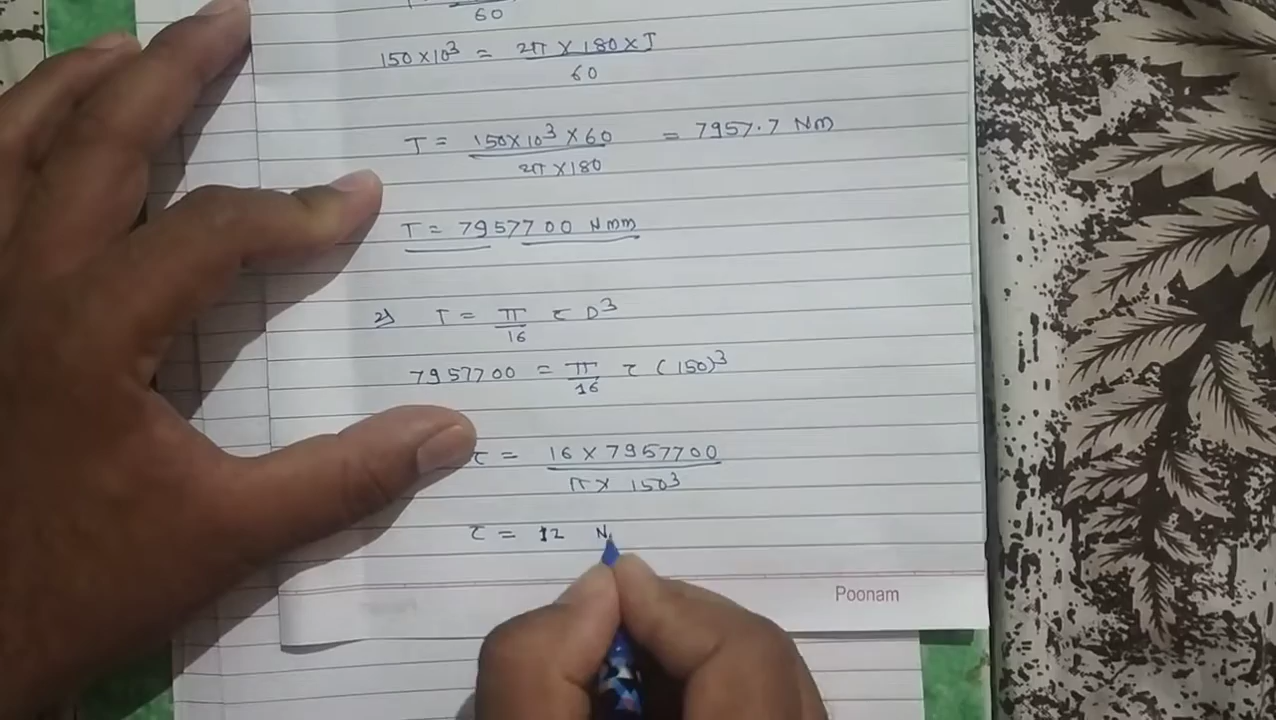 60
150×10³ = 2π × 180 × T
60
T = 150×10³ × 60 = 7957.7 Nm
2π × 180
T = 7957700 Nmm
2) T = π τ D³
16
7957700 = π τ (150)³
16
τ = 16 × 7957700
π × 150³
τ = 12 N
Poonam